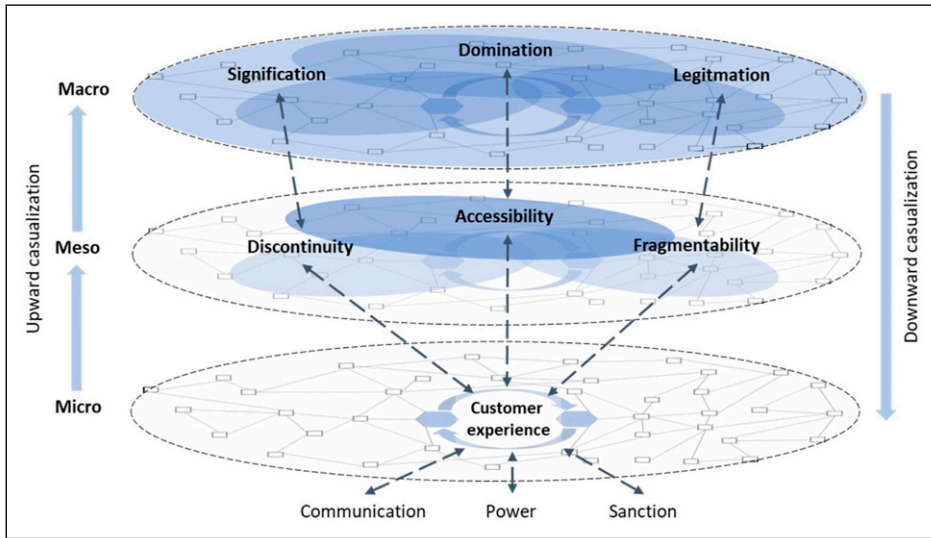 Domination
Signification
Legitmation
Macro
Accessibility
Meso
Discontinuity
Fragmentability
Upward casualization
Downward casualization
Micro
Customer
experience
Communication
Power
Sanction